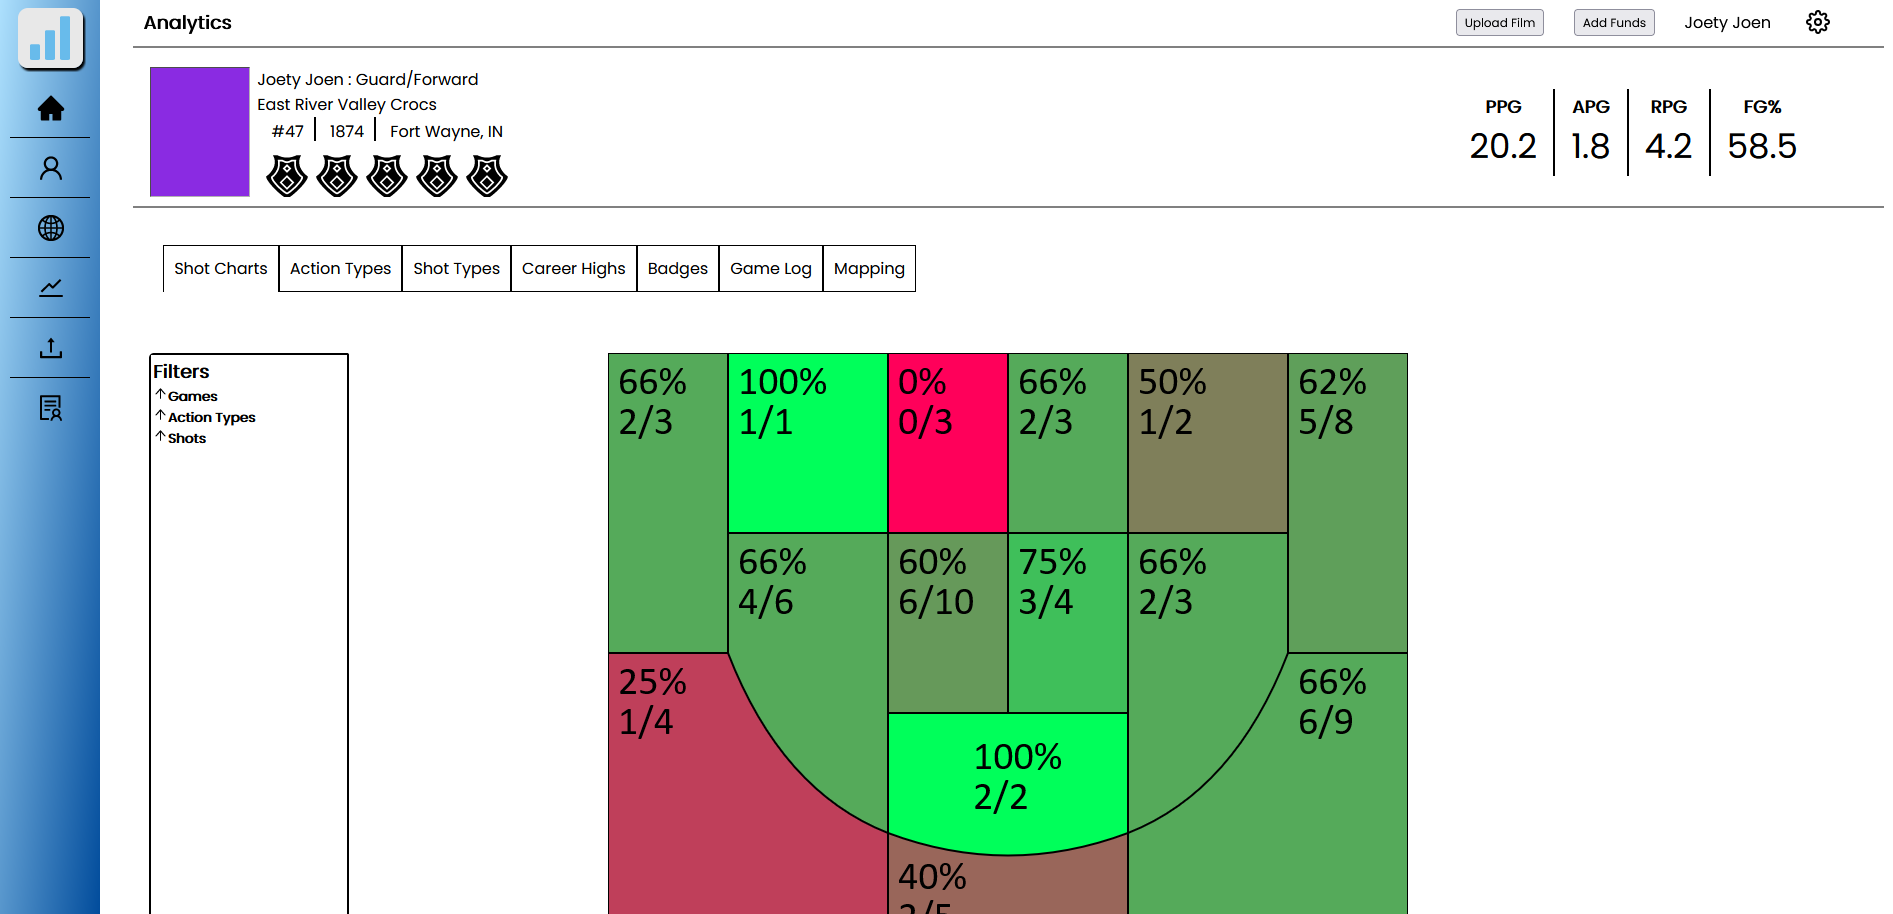 Analytics
Upload Film
Add Funds
Joety Joen
Joety Joen : Guard/Forward
East River Valley Crocs
#47 1874 Fort Wayne, IN
PPG APG RPG FG%
20.2 1.8 4.2 58.5
Shot Charts Action Types Shot Types Career Highs Badges Game Log Mapping
Filters
Games
Action Types
Shots
66% 100% 0% 66% 50% 62%
2/3 1/1 0/3 2/3 1/2 5/8
66% 60% 75% 66%
4/6 6/10 3/4 2/3
25% 66%
1/4 6/9
100%
2/2
40%
2/5